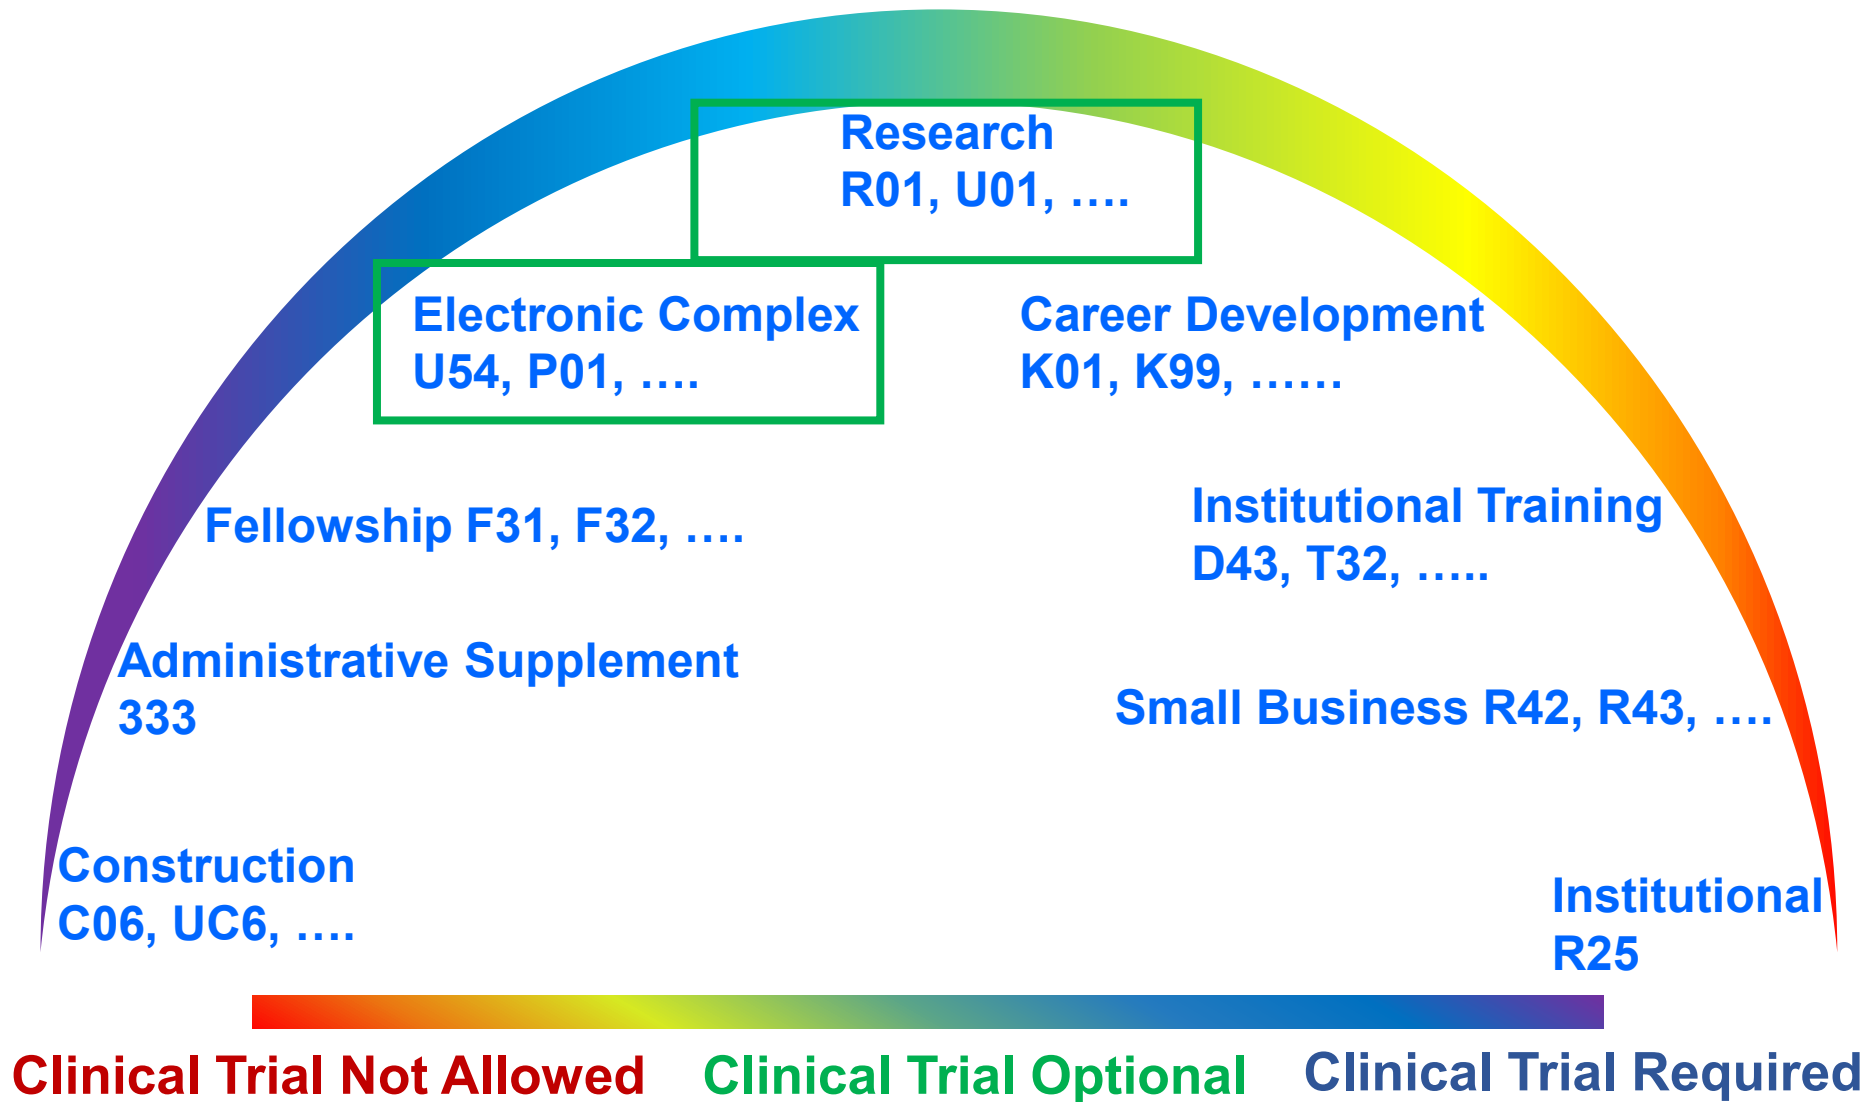 Research
R01, U01, ….
Electronic Complex
U54, P01, ….
Career Development
K01, K99, ……
Fellowship F31, F32, ….
Institutional Training
D43, T32, …..
Administrative Supplement
333
Small Business R42, R43, ….
Construction
C06, UC6, ….
Institutional
R25
Clinical Trial Not Allowed
Clinical Trial Optional
Clinical Trial Required